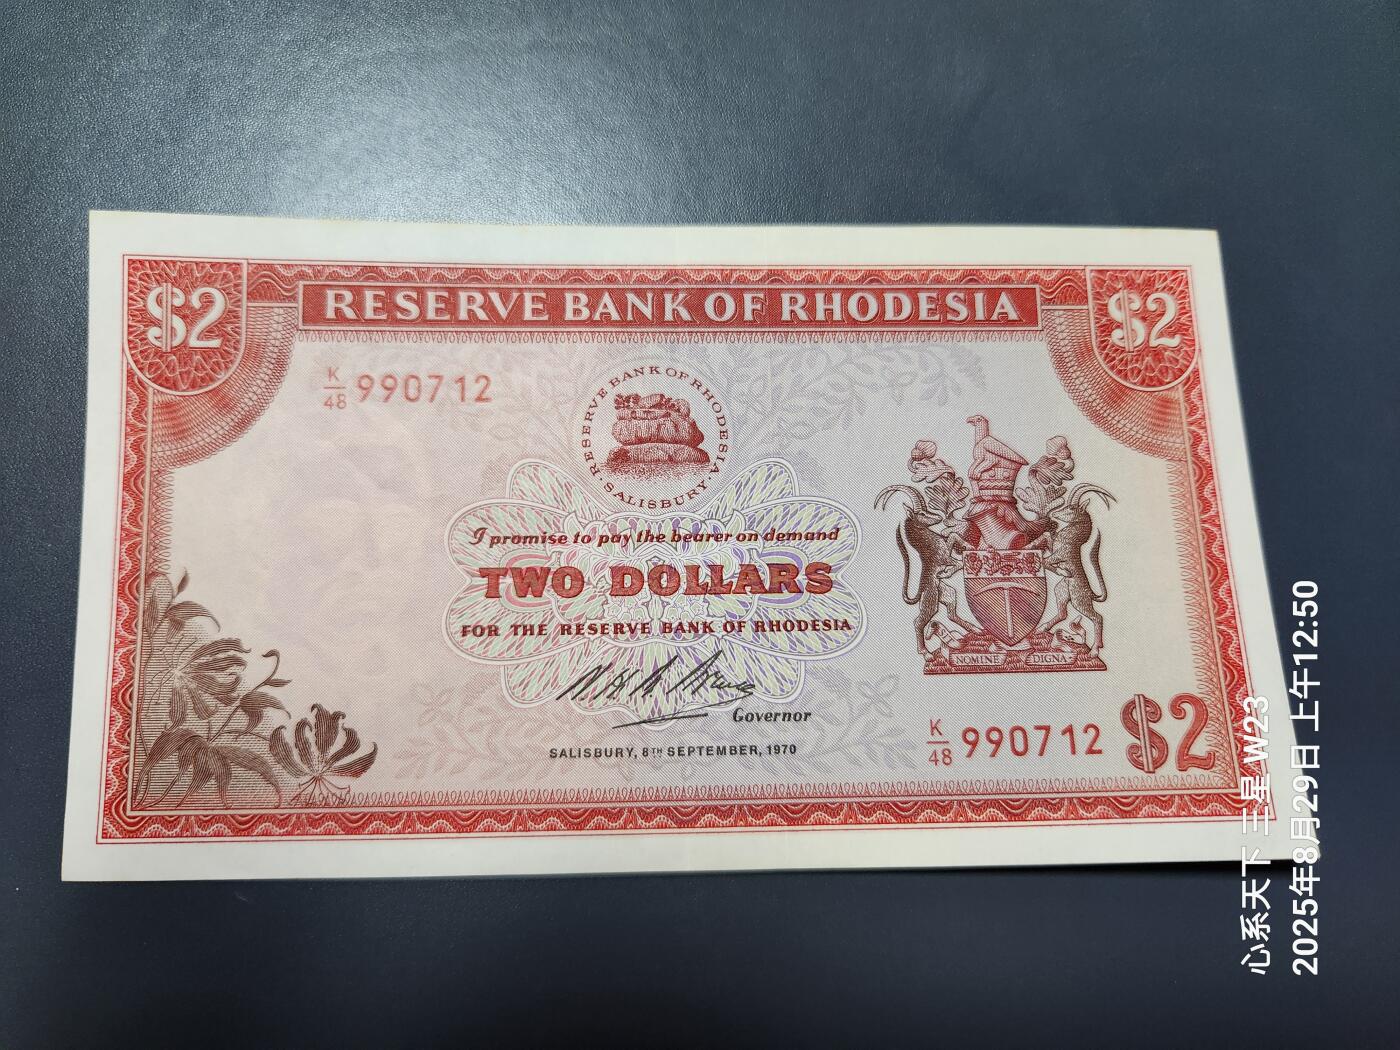 $2
RESERVE BANK OF RHODESIA
$2
K/48 990712
RESERVE BANK OF RHODESIA
SALISBURY
I promise to pay the bearer on demand
TWO DOLLARS
FOR THE RESERVE BANK OF RHODESIA
Governor
SALISBURY, 8TH SEPTEMBER, 1970
SIT NOMINE DIGNA
K/48 990712
$2
心系天下三星 W23
2025年8月29日 上午12:50